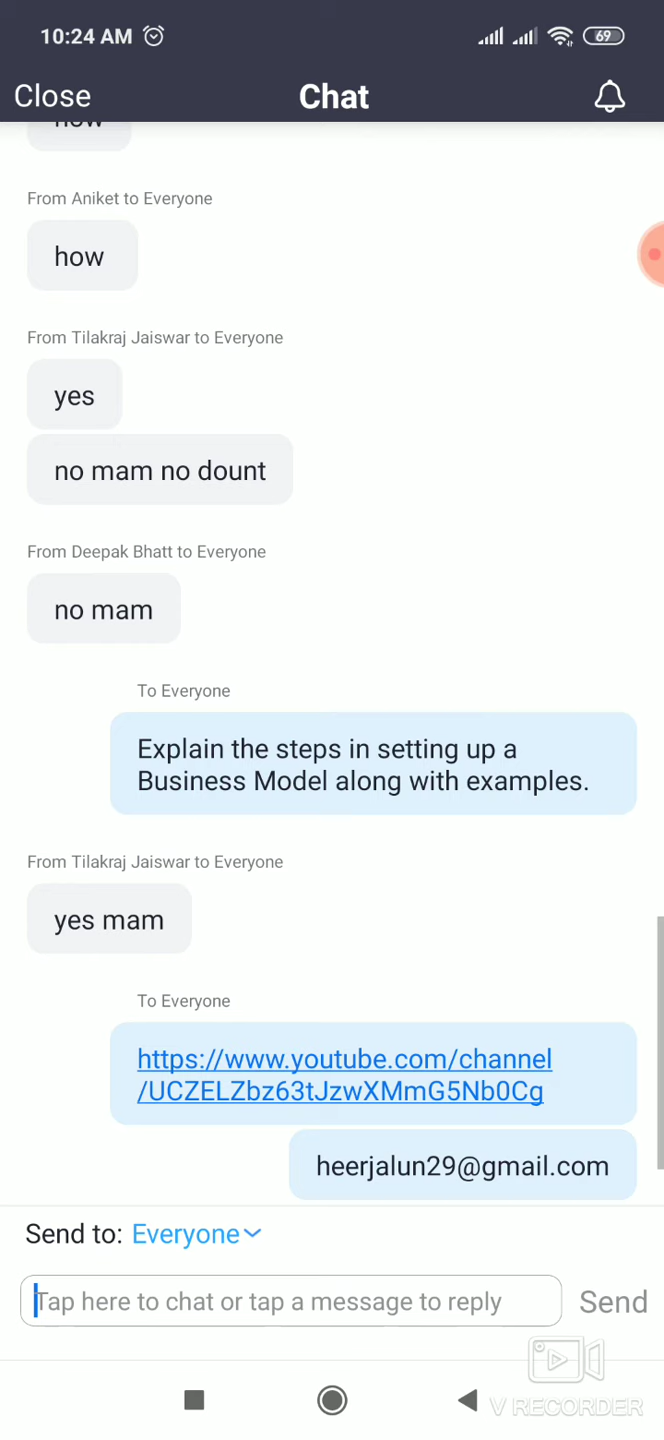 10:24 AM
69
Close
Chat
how
From Aniket to Everyone
how
From Tilakraj Jaiswar to Everyone
yes
no mam no dount
From Deepak Bhatt to Everyone
no mam
To Everyone
Explain the steps in setting up a
Business Model along with examples.
From Tilakraj Jaiswar to Everyone
yes mam
To Everyone
https://www.youtube.com/channel
/UCZELZbz63tJzwXMmG5Nb0Cg
heerjalun29@gmail.com
Send to: Everyone
Tap here to chat or tap a message to reply
Send
V RECORDER